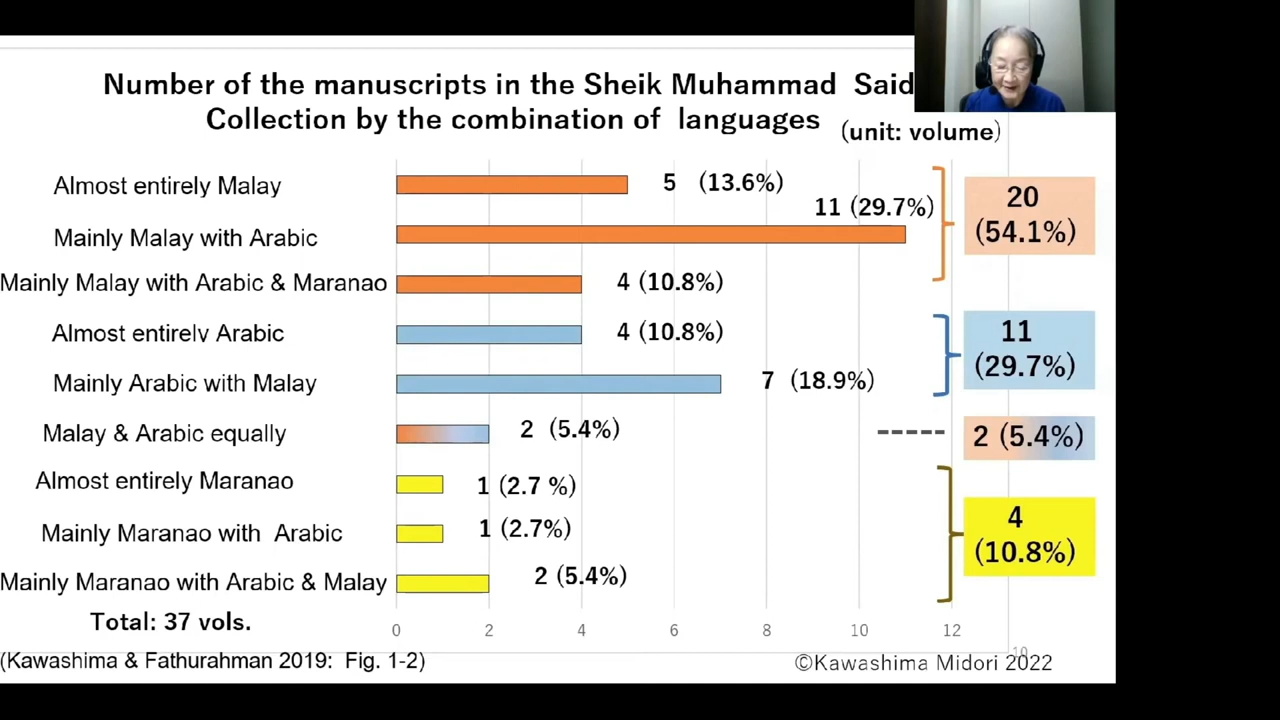 Number of the manuscripts in the Sheik Muhammad Said
Collection by the combination of languages (unit: volume)
Almost entirely Malay 5 (13.6%)
11 (29.7%)
Mainly Malay with Arabic
Mainly Malay with Arabic & Maranao 4 (10.8%)
20
(54.1%)
Almost entirelv Arabic 4 (10.8%)
Mainly Arabic with Malay 7 (18.9%)
11
(29.7%)
Malay & Arabic equally 2 (5.4%) 2 (5.4%)
Almost entirely Maranao 1 (2.7 %)
Mainly Maranao with Arabic 1 (2.7%)
Mainly Maranao with Arabic & Malay 2 (5.4%)
4
(10.8%)
Total: 37 vols.
0 2 4 6 8 10 12
(Kawashima & Fathurahman 2019: Fig. 1-2)
©Kawashima Midori 2022
10